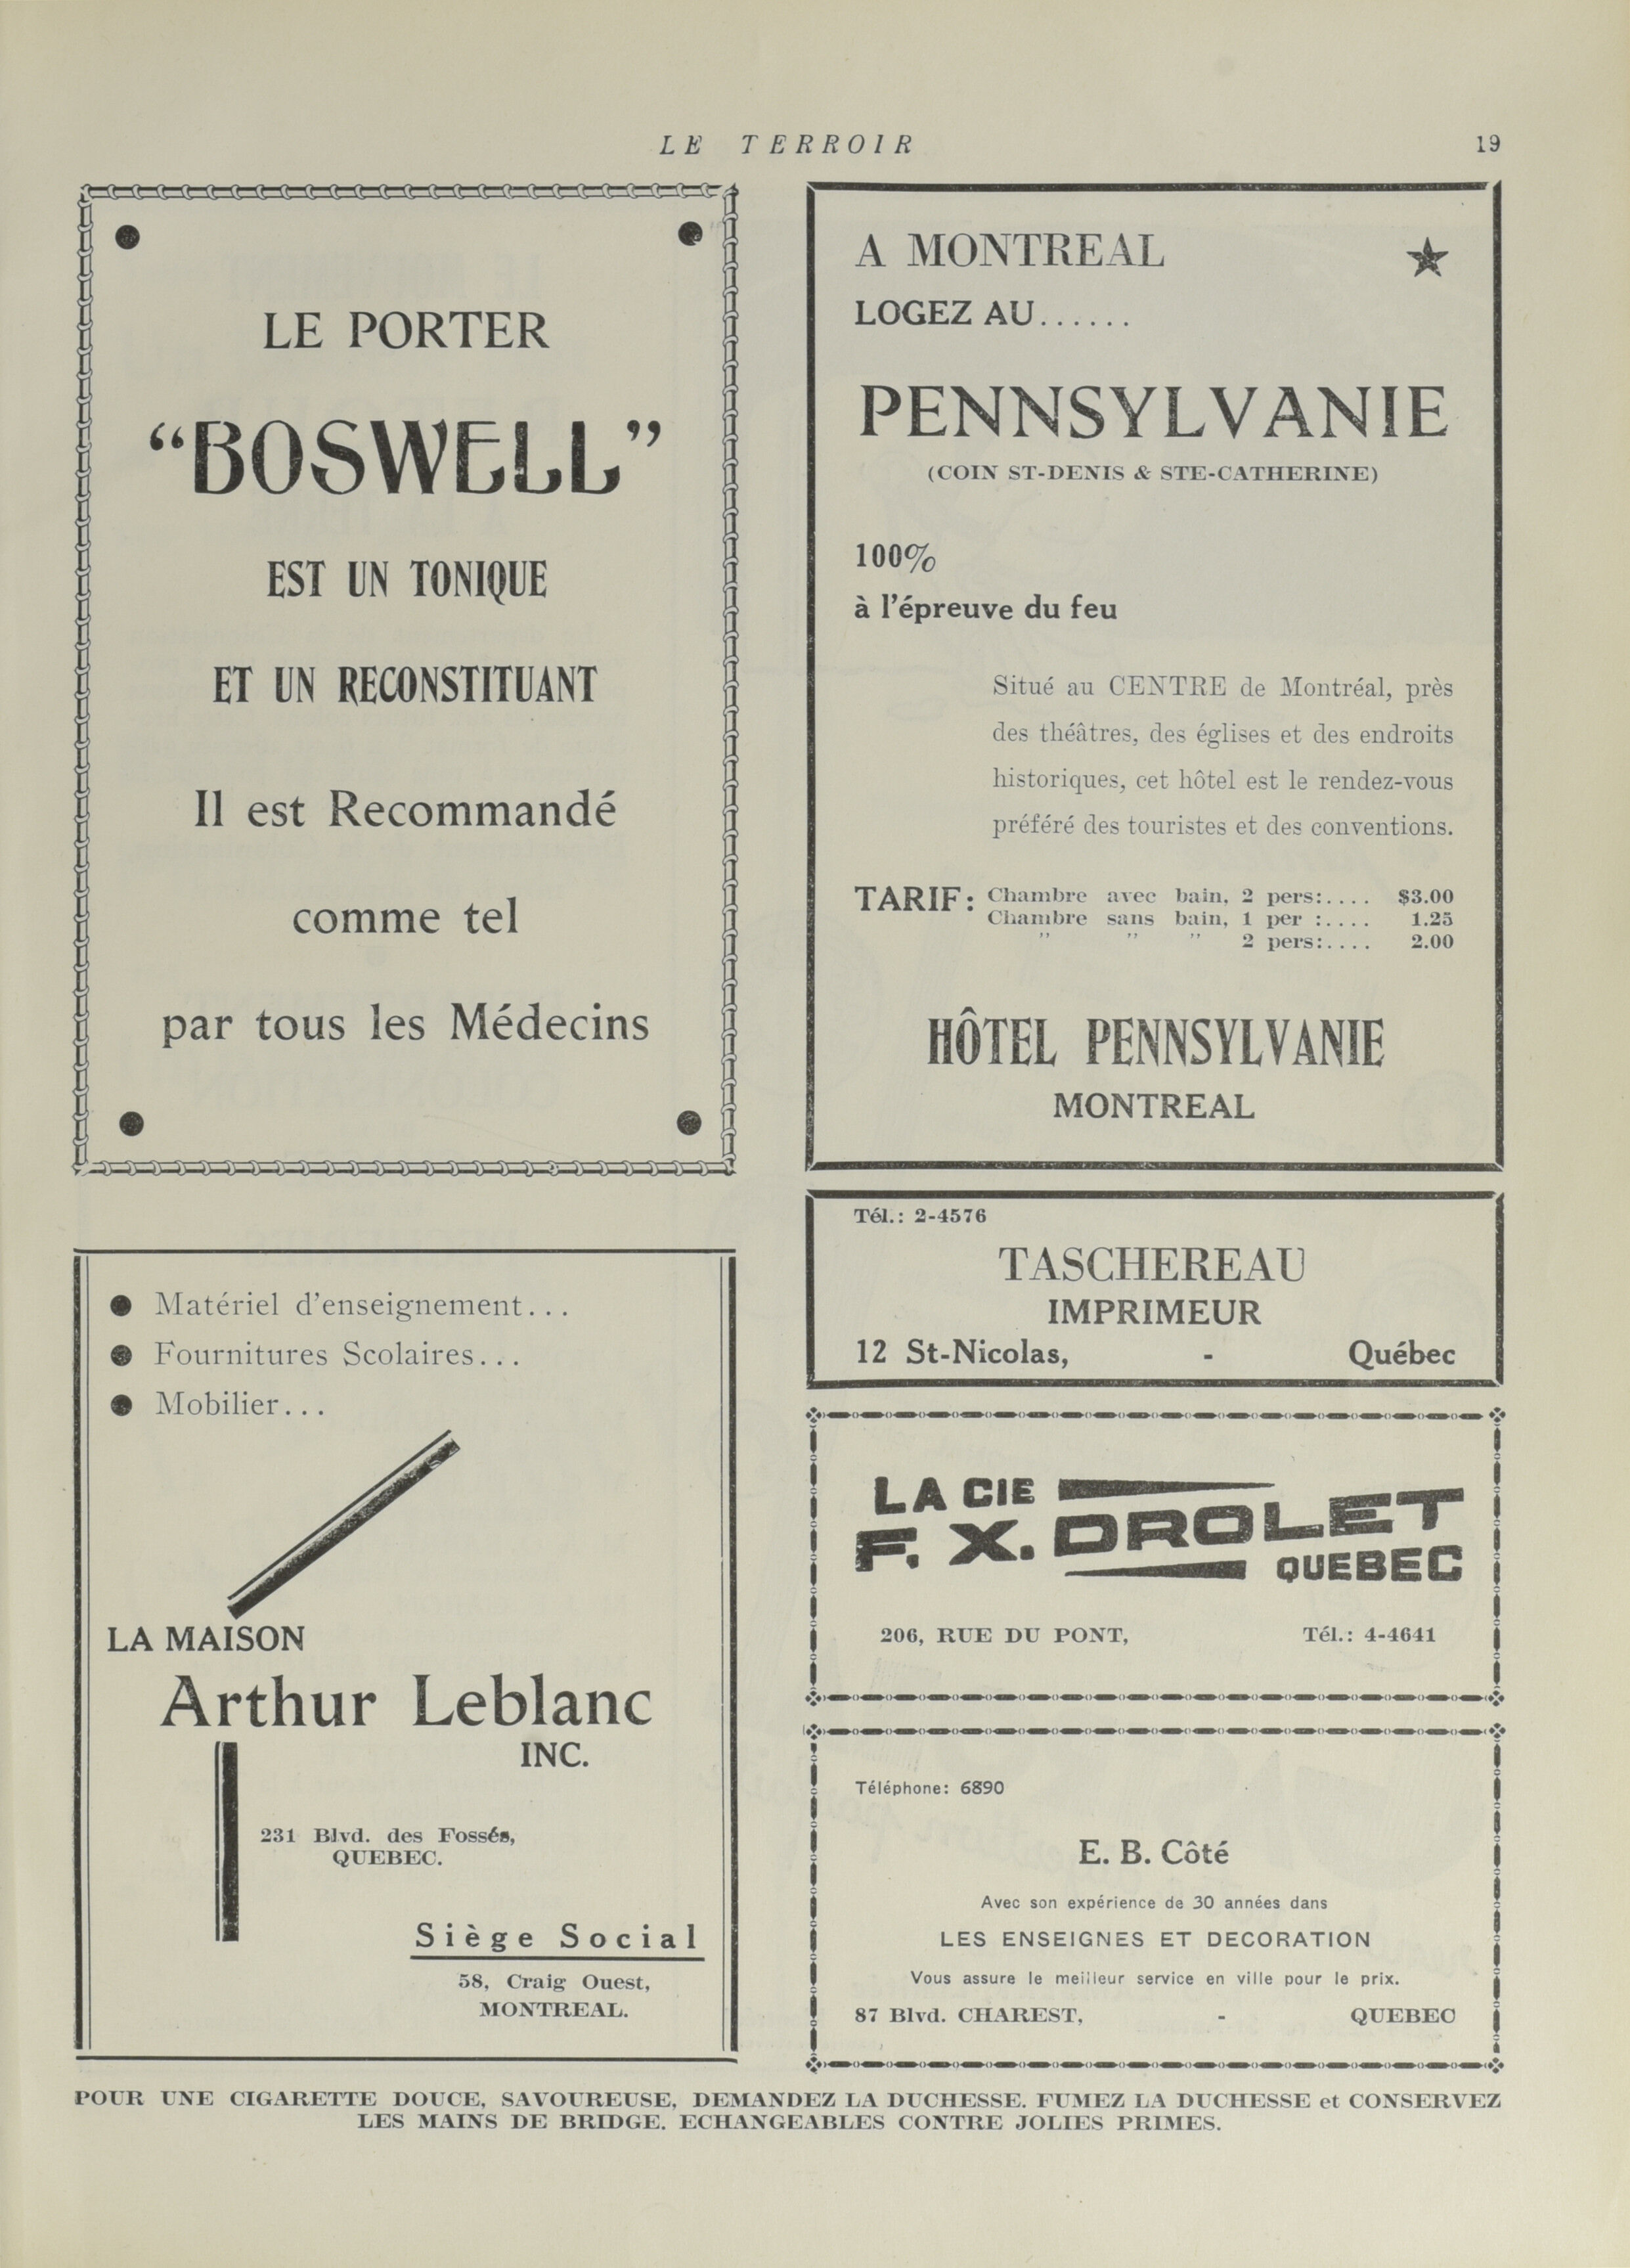 LE TERROIR
19
LE PORTER
“BOSWELL”
EST UN TONIQUE
ET UN RECONSTITUANT
Il est Recommandé
comme tel
par tous les Médecins
● Matériel d'enseignement...
● Fournitures Scolaires...
● Mobilier...
LA MAISON
Arthur Leblanc
INC.
231 Blvd. des Fossés,
QUEBEC.
Siège Social
58, Craig Ouest,
MONTREAL.
A MONTREAL
LOGEZ AU......
PENNSYLVANIE
(COIN ST-DENIS & STE-CATHERINE)
100%
à l'épreuve du feu
Situé au CENTRE de Montréal, près
des théâtres, des églises et des endroits
historiques, cet hôtel est le rendez-vous
préféré des touristes et des conventions.
TARIF: Chambre avec bain, 2 pers:.... $3.00
Chambre sans bain, 1 per :.... 1.25
” ” ” 2 pers:.... 2.00
HÔTEL PENNSYLVANIE
MONTREAL
Tél.: 2-4576
TASCHEREAU
IMPRIMEUR
12 St-Nicolas, - Québec
LA CIE
F. X. DROLET
QUEBEC
206, RUE DU PONT, Tél.: 4-4641
Téléphone: 6890
E. B. Côté
Avec son expérience de 30 années dans
LES ENSEIGNES ET DECORATION
Vous assure le meilleur service en ville pour le prix.
87 Blvd. CHAREST, - QUEBEC
POUR UNE CIGARETTE DOUCE, SAVOUREUSE, DEMANDEZ LA DUCHESSE. FUMEZ LA DUCHESSE et CONSERVEZ
LES MAINS DE BRIDGE. ECHANGEABLES CONTRE JOLIES PRIMES.